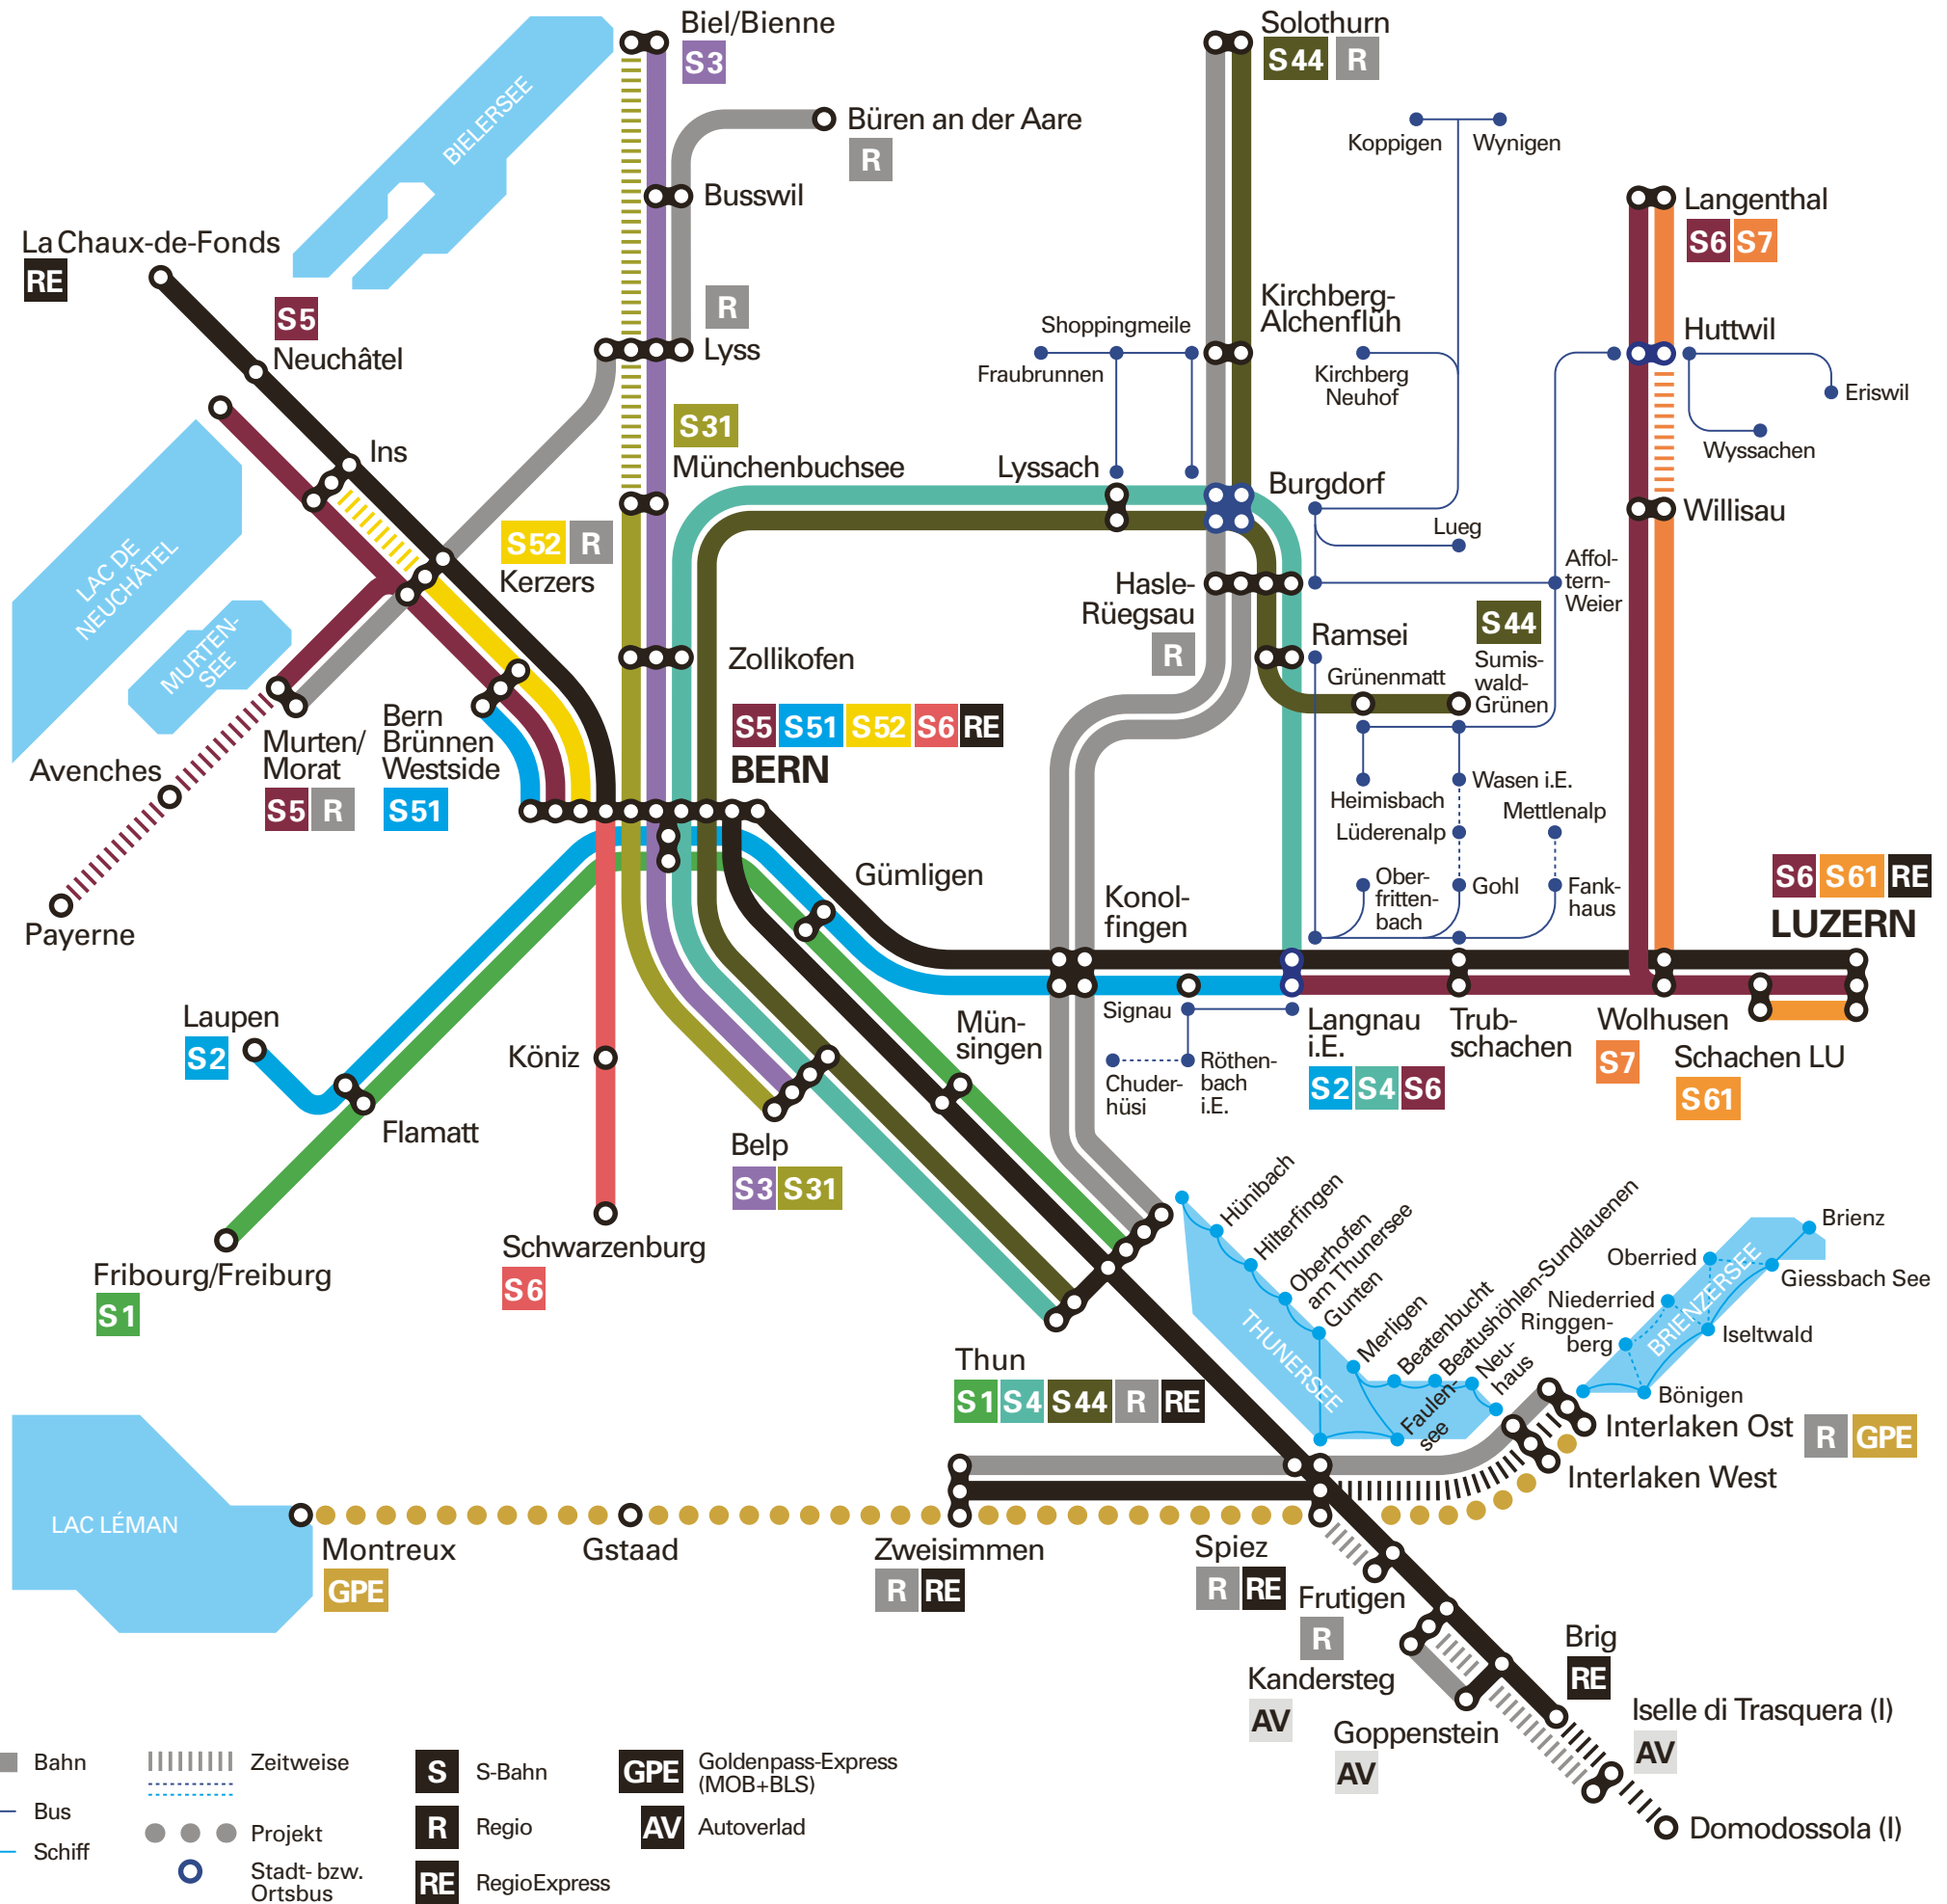 Biel/Bienne
S3
Solothurn
S44 R
Büren an der Aare
R
Koppigen
Wynigen
BIELERSEE
Busswil
Langenthal
S6 S7
La Chaux-de-Fonds
RE
S5
Neuchâtel
R
Lyss
Kirchberg-
Alchenflüh
Shoppingmeile
Fraubrunnen
Kirchberg
Neuhof
Huttwil
Eriswil
Wyssachen
Ins
S31
Münchenbuchsee
Lyssach
Burgdorf
Willisau
Lueg
S52 R
Kerzers
LAC DE
NEUCHÂTEL
Hasle-
Rüegsau
R
Affol-
tern-
Weier
MURTEN-
SEE
Zollikofen
Ramsei
S44
Sumis-
wald-
Grünen
Grünenmatt
Bern
Brünnen
Westside
S51
Murten/
Morat
S5 R
Avenches
S5 S51 S52 S6 RE
BERN
Wasen i.E.
Heimisbach
Mettlenalp
Lüderenalp
Payerne
Gümligen
Konol-
fingen
Ober-
fritten-
bach
Gohl
Fank-
haus
S6 S61 RE
LUZERN
Laupen
S2
Köniz
Mün-
singen
Signau
Langnau
i.E.
S2 S4 S6
Trub-
schachen
Wolhusen
S7
Schachen LU
S61
Chuder-
hüsi
Röthen-
bach
i.E.
Flamatt
Belp
S3 S31
Fribourg/Freiburg
S1
Schwarzenburg
S6
Hünibach
Hilterfingen
Oberhofen
am Thunersee
Gunten
Merligen
Beatenbucht
Beatushöhlen-Sundlauenen
Neu-
haus
Faulen-
see
THUNERSEE
Brienz
Oberried
Giessbach See
BRIENZERSEE
Niederried
Ringgen-
berg
Iseltwald
Bönigen
Thun
S1 S4 S44 R RE
Interlaken Ost R GPE
Interlaken West
LAC LÉMAN
Montreux
GPE
Gstaad
Zweisimmen
R RE
Spiez
R RE
Frutigen
R
Kandersteg
AV
Goppenstein
AV
Brig
RE
Iselle di Trasquera (I)
AV
Domodossola (I)
Bahn
Zeitweise
S S-Bahn
GPE Goldenpass-Express
(MOB+BLS)
Bus
Projekt
R Regio
AV Autoverlad
Schiff
Stadt- bzw.
Ortsbus
RE RegioExpress